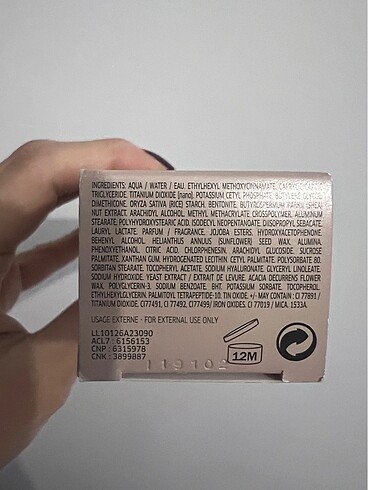 INGREDIENTS: AQUA / WATER / EAU, ETHYLHEXYL METHOXYCINNAMATE, CAPRYLIC/CAPRIC
TRIGLYCERIDE, TITANIUM DIOXIDE [nano], POTASSIUM CETYL PHOSPHATE, BUTYLENE GLYCOL,
DIMETHICONE, ORYZA SATIVA (RICE) STARCH, BENTONITE, BUTYROSPERMUM PARKII (SHEA)
NUT EXTRACT, ARACHIDYL ALCOHOL, METHYL METHACRYLATE CROSSPOLYMER, ALUMINUM
STEARATE, POLYHYDROXYSTEARIC ACID, ISODECYL NEOPENTANOATE, DIISOPROPYL SEBACATE,
LAURYL LACTATE, PARFUM / FRAGRANCE, JOJOBA ESTERS, HYDROXYACETOPHENONE,
BEHENYL ALCOHOL, HELIANTHUS ANNUUS (SUNFLOWER) SEED WAX, ALUMINA,
PHENOXYETHANOL, CITRIC ACID, CHLORPHENESIN, ARACHIDYL GLUCOSIDE, SUCROSE
PALMITATE, XANTHAN GUM, HYDROGENATED LECITHIN, CETYL PALMITATE, POLYSORBATE 80,
SORBITAN STEARATE, TOCOPHERYL ACETATE, SODIUM HYALURONATE, GLYCERYL LINOLEATE,
SODIUM HYDROXIDE, YEAST EXTRACT / EXTRAIT DE LEVURE, ACACIA DECURRENS FLOWER
WAX, POLYGLYCERIN-3, SODIUM BENZOATE, BHT, POTASSIUM SORBATE, TOCOPHEROL,
ETHYLHEXYLGLYCERIN, PALMITOYL TETRAPEPTIDE-10, TIN OXIDE. +/- MAY CONTAIN : CI 77891 /
TITANIUM DIOXIDE, CI77491, CI 77492, CI77499/ IRON OXIDES, CI 77019 / MICA. 1533A.
USAGE EXTERNE - FOR EXTERNAL USE ONLY
LL10126A23090
ACL7 : 6156153
CNP : 6315978
CNK : 3899887
12M
119102